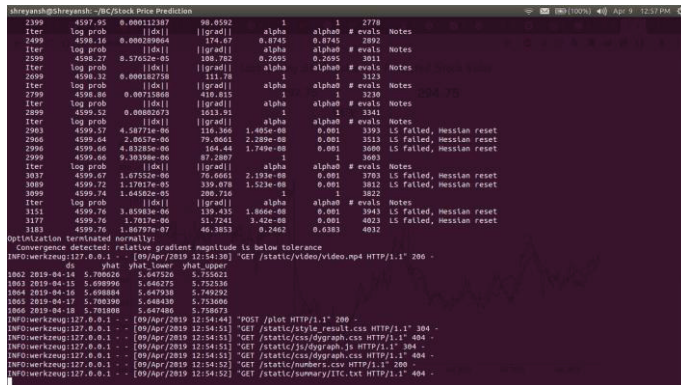 shreyansh@Shreyansh: ~/BC/Stock Price Prediction (100%) Apr 9 12:57 PM
2399 4597.95 0.000112387 98.0592 1 1 2778
Iter log prob ||dx|| ||grad|| alpha alpha0 # evals Notes
2499 4598.16 0.000289064 174.67 0.8745 0.8745 2892
Iter log prob ||dx|| ||grad|| alpha alpha0 # evals Notes
2599 4598.27 8.57652e-05 108.782 0.2695 0.2695 3011
Iter log prob ||dx|| ||grad|| alpha alpha0 # evals Notes
2699 4598.32 0.000182758 111.78 1 1 3123
Iter log prob ||dx|| ||grad|| alpha alpha0 # evals Notes
2799 4598.86 0.00715868 410.815 1 1 3230
Iter log prob ||dx|| ||grad|| alpha alpha0 # evals Notes
2899 4599.52 0.00802673 1613.91 1 1 3341
Iter log prob ||dx|| ||grad|| alpha alpha0 # evals Notes
2903 4599.57 4.58771e-06 116.366 1.405e-08 0.001 3393 LS failed, Hessian reset
2966 4599.64 2.0657e-06 79.0661 2.289e-08 0.001 3513 LS failed, Hessian reset
2996 4599.66 4.83285e-06 164.44 1.749e-08 0.001 3600 LS failed, Hessian reset
2999 4599.66 9.30398e-06 87.2807 1 1 3603
Iter log prob ||dx|| ||grad|| alpha alpha0 # evals Notes
3037 4599.67 1.67552e-06 76.6661 2.193e-08 0.001 3703 LS failed, Hessian reset
3089 4599.72 1.17017e-05 339.078 1.523e-08 0.001 3812 LS failed, Hessian reset
3099 4599.74 1.64502e-05 200.716 1 1 3822
Iter log prob ||dx|| ||grad|| alpha alpha0 # evals Notes
3151 4599.76 3.85983e-06 139.435 1.866e-08 0.001 3943 LS failed, Hessian reset
3177 4599.76 1.7017e-06 51.7241 3.42e-08 0.001 4023 LS failed, Hessian reset
3183 4599.76 1.86797e-07 46.3853 0.2462 0.6383 4032
Optimization terminated normally:
Convergence detected: relative gradient magnitude is below tolerance
INFO:werkzeug:127.0.0.1 - - [09/Apr/2019 12:54:30] "GET /static/video/video.mp4 HTTP/1.1" 206 -
ds yhat yhat_lower yhat_upper
1062 2019-04-14 5.700626 5.647526 5.755621
1063 2019-04-15 5.698996 5.646275 5.752536
1064 2019-04-16 5.698884 5.647938 5.749292
1065 2019-04-17 5.700390 5.648430 5.753606
1066 2019-04-18 5.701808 5.647486 5.758673
INFO:werkzeug:127.0.0.1 - - [09/Apr/2019 12:54:44] "POST /plot HTTP/1.1" 200 -
INFO:werkzeug:127.0.0.1 - - [09/Apr/2019 12:54:51] "GET /static/style_result.css HTTP/1.1" 304 -
INFO:werkzeug:127.0.0.1 - - [09/Apr/2019 12:54:51] "GET /static/css/dygraph.css HTTP/1.1" 404 -
INFO:werkzeug:127.0.0.1 - - [09/Apr/2019 12:54:51] "GET /static/js/dygraph.js HTTP/1.1" 304 -
INFO:werkzeug:127.0.0.1 - - [09/Apr/2019 12:54:51] "GET /static/css/dygraph.css HTTP/1.1" 404 -
INFO:werkzeug:127.0.0.1 - - [09/Apr/2019 12:54:52] "GET /static/numbers.csv HTTP/1.1" 200 -
INFO:werkzeug:127.0.0.1 - - [09/Apr/2019 12:54:52] "GET /static/summary/ITC.txt HTTP/1.1" 404 -